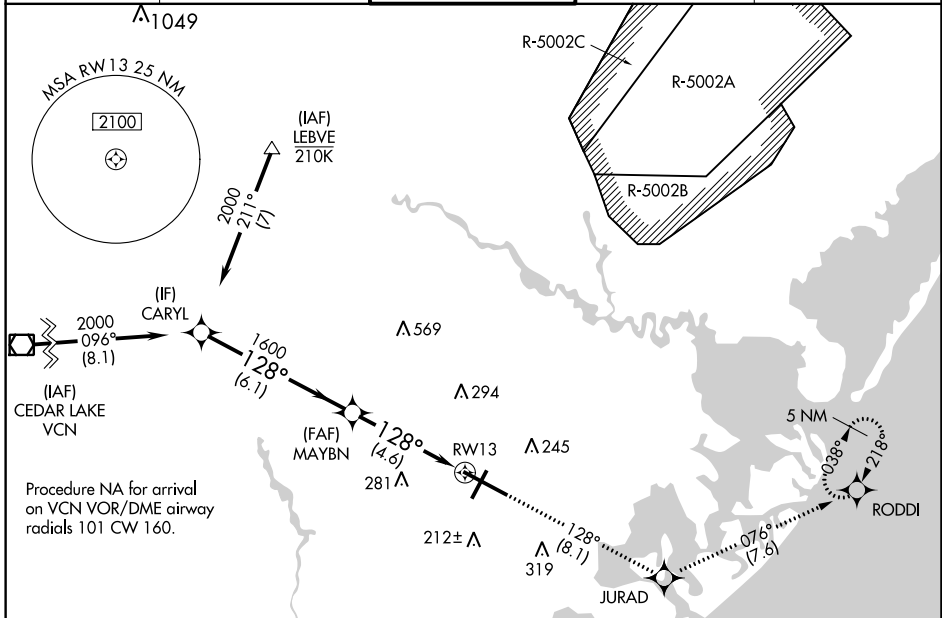 1049
MSA RW13 25 NM
2100
(IAF)
LEBVE
210K
2000
211°
(7)
R-5002C
R-5002A
R-5002B
(IF)
CARYL
2000
096°
(8.1)
(IAF)
CEDAR LAKE
VCN
1600
128°
(6.1)
569
294
(FAF)
MAYBN
128°
(4.6)
RW13
245
281
5 NM
038°
218°
RODDI
Procedure NA for arrival
on VCN VOR/DME airway
radials 101 CW 160.
212±
319
128°
(8.1)
076°
(7.6)
JURAD